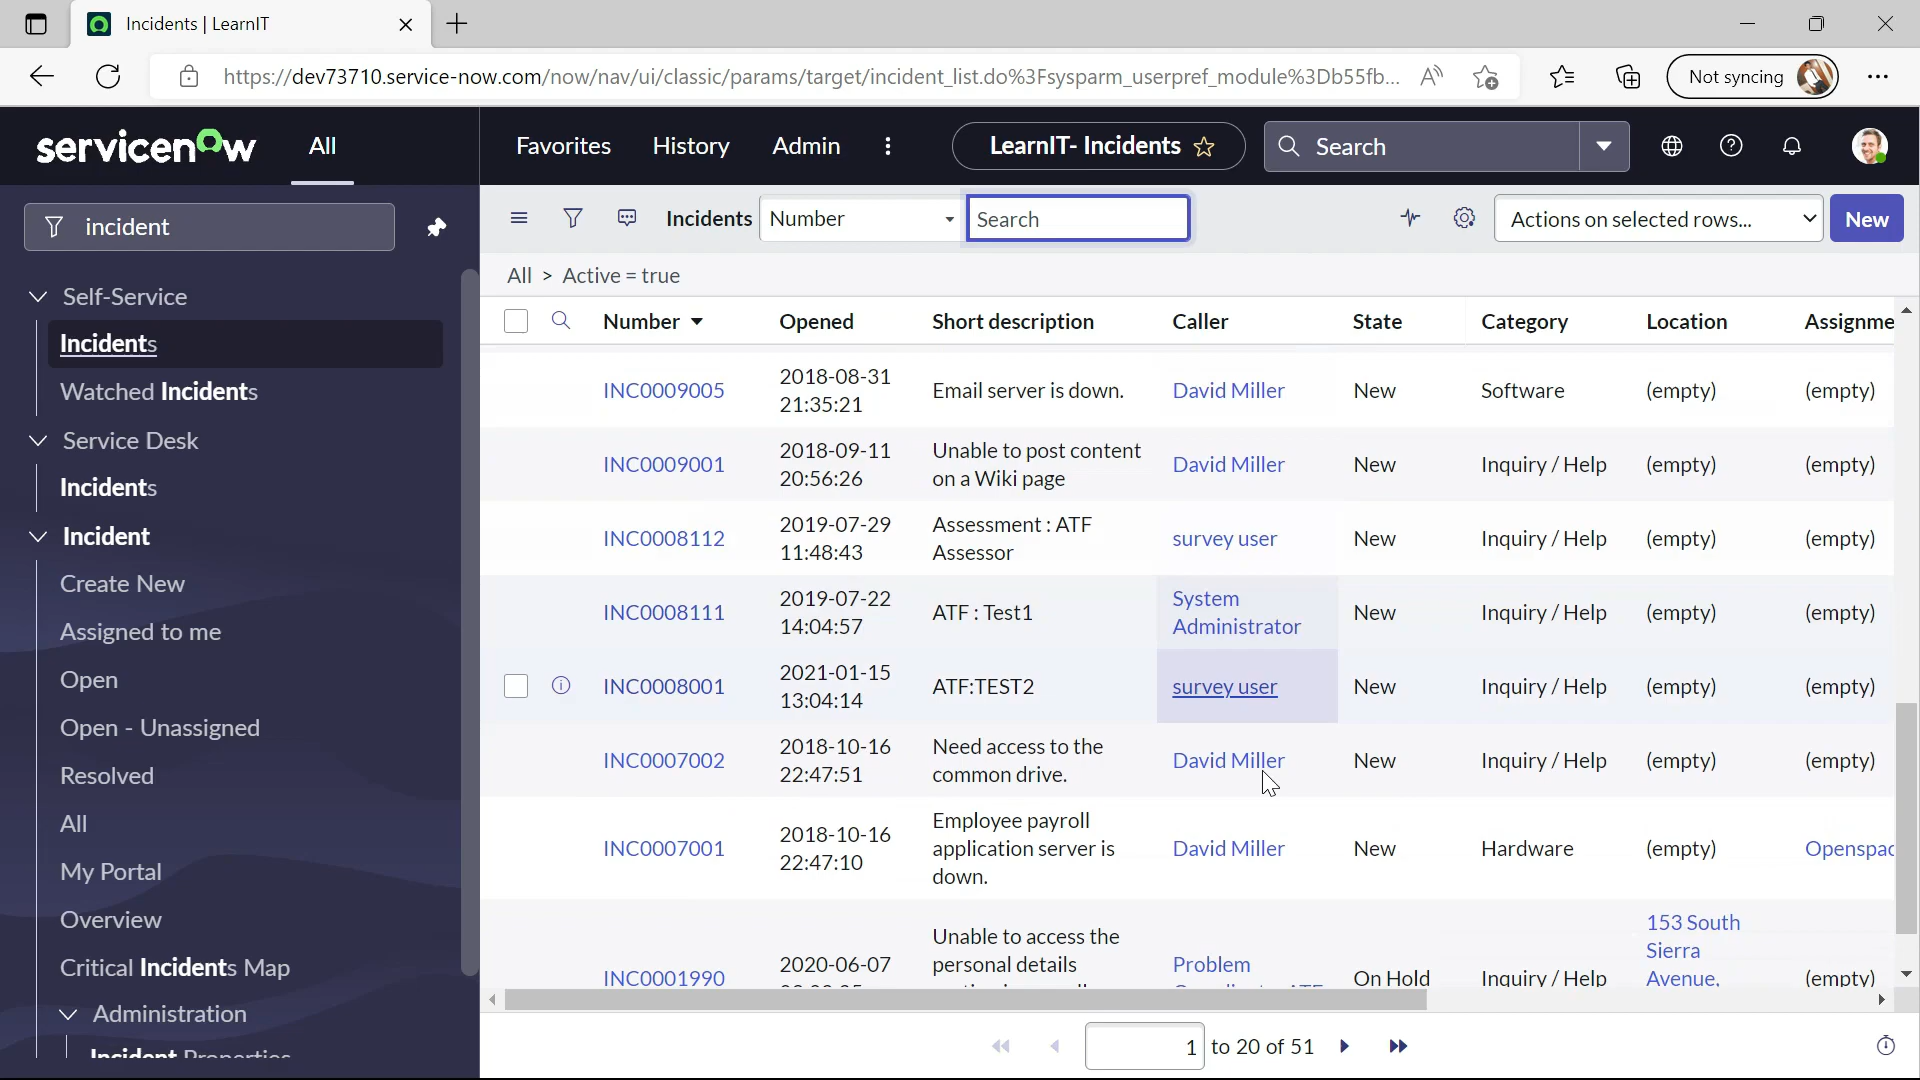 Incidents | LearnIT
https://dev73710.service-now.com/now/nav/ui/classic/params/target/incident_list.do%3Fsysparm_userpref_module%3Db55fb...
Not syncing
servicenow
All
Favorites
History
Admin
LearnIT- Incidents
Search
incident
Self-Service
Incidents
Watched Incidents
Service Desk
Incidents
Incident
Create New
Assigned to me
Open
Open - Unassigned
Resolved
All
My Portal
Overview
Critical Incidents Map
Administration
Incident Properties
Incidents
Number
Search
Actions on selected rows...
New
All > Active = true
Number Opened Short description Caller State Category Location Assignme
INC0009005 2018-08-31 21:35:21 Email server is down. David Miller New Software (empty) (empty)
INC0009001 2018-09-11 20:56:26 Unable to post content on a Wiki page David Miller New Inquiry / Help (empty) (empty)
INC0008112 2019-07-29 11:48:43 Assessment : ATF Assessor survey user New Inquiry / Help (empty) (empty)
INC0008111 2019-07-22 14:04:57 ATF : Test1 System Administrator New Inquiry / Help (empty) (empty)
INC0008001 2021-01-15 13:04:14 ATF:TEST2 survey user New Inquiry / Help (empty) (empty)
INC0007002 2018-10-16 22:47:51 Need access to the common drive. David Miller New Inquiry / Help (empty) (empty)
INC0007001 2018-10-16 22:47:10 Employee payroll application server is down. David Miller New Hardware (empty) Openspac
INC0001990 2020-06-07 Unable to access the personal details Problem On Hold Inquiry / Help 153 South Sierra Avenue, (empty)
1 to 20 of 51